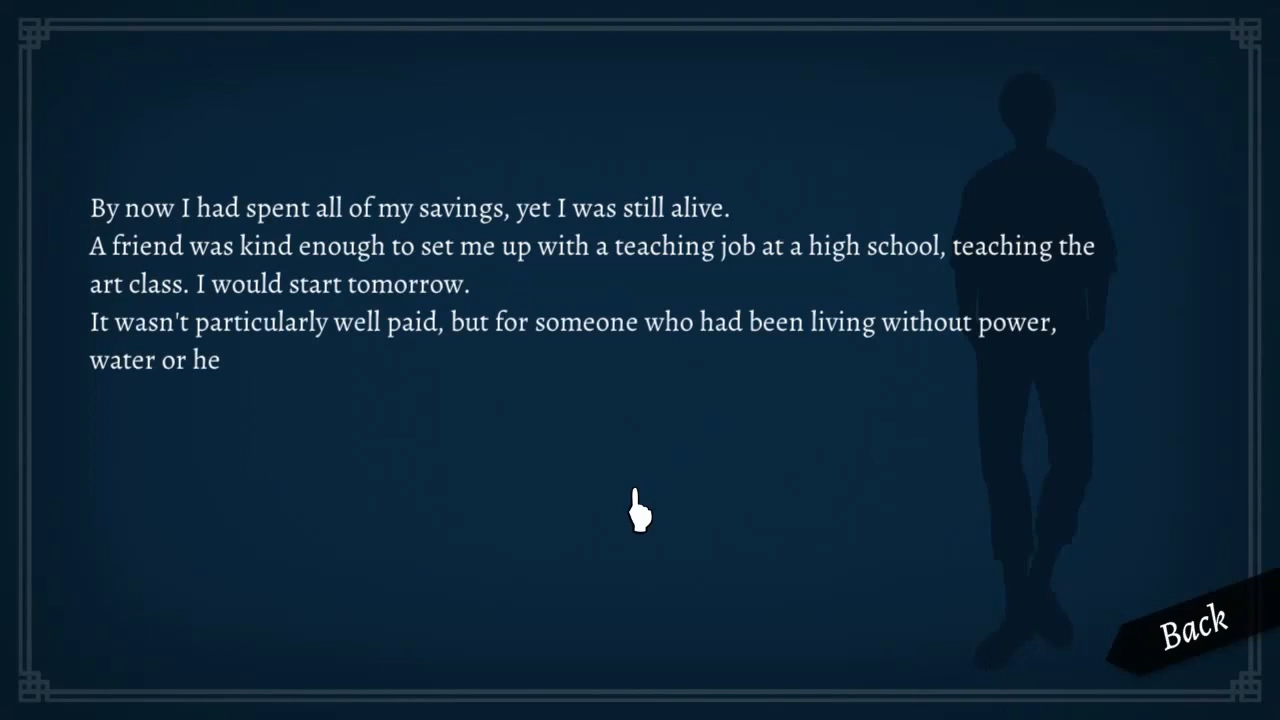 By now I had spent all of my savings, yet I was still alive.
A friend was kind enough to set me up with a teaching job at a high school, teaching the
art class. I would start tomorrow.
It wasn't particularly well paid, but for someone who had been living without power,
water or he
Back